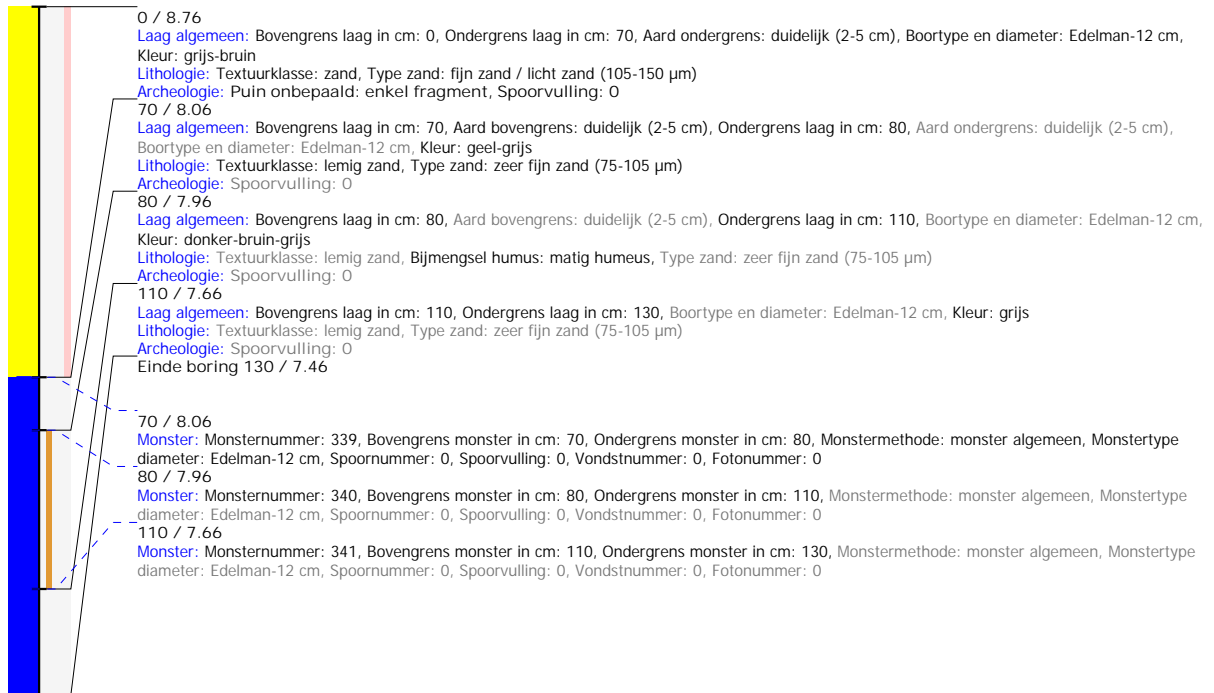 0 / 8.76
Laag algemeen: Bovengrens laag in cm: 0, Ondergrens laag in cm: 70, Aard ondergrens: duidelijk (2-5 cm), Boortype en diameter: Edelman-12 cm,
Kleur: grijs-bruin
Lithologie: Textuurklasse: zand, Type zand: fijn zand / licht zand (105-150 µm)
Archeologie: Puin onbepaald: enkel fragment, Spoorvulling: 0
70 / 8.06
Laag algemeen: Bovengrens laag in cm: 70, Aard bovengrens: duidelijk (2-5 cm), Ondergrens laag in cm: 80, Aard ondergrens: duidelijk (2-5 cm),
Boortype en diameter: Edelman-12 cm, Kleur: geel-grijs
Lithologie: Textuurklasse: lemig zand, Type zand: zeer fijn zand (75-105 µm)
Archeologie: Spoorvulling: 0
80 / 7.96
Laag algemeen: Bovengrens laag in cm: 80, Aard bovengrens: duidelijk (2-5 cm), Ondergrens laag in cm: 110, Boortype en diameter: Edelman-12 cm,
Kleur: donker-bruin-grijs
Lithologie: Textuurklasse: lemig zand, Bijmengsel humus: matig humeus, Type zand: zeer fijn zand (75-105 µm)
Archeologie: Spoorvulling: 0
110 / 7.66
Laag algemeen: Bovengrens laag in cm: 110, Ondergrens laag in cm: 130, Boortype en diameter: Edelman-12 cm, Kleur: grijs
Lithologie: Textuurklasse: lemig zand, Type zand: zeer fijn zand (75-105 µm)
Archeologie: Spoorvulling: 0
Einde boring 130 / 7.46
70 / 8.06
Monster: Monsternummer: 339, Bovengrens monster in cm: 70, Ondergrens monster in cm: 80, Monstermethode: monster algemeen, Monstertype
diameter: Edelman-12 cm, Spoornummer: 0, Spoorvulling: 0, Vondstnummer: 0, Fotonummer: 0
80 / 7.96
Monster: Monsternummer: 340, Bovengrens monster in cm: 80, Ondergrens monster in cm: 110, Monstermethode: monster algemeen, Monstertype
diameter: Edelman-12 cm, Spoornummer: 0, Spoorvulling: 0, Vondstnummer: 0, Fotonummer: 0
110 / 7.66
Monster: Monsternummer: 341, Bovengrens monster in cm: 110, Ondergrens monster in cm: 130, Monstermethode: monster algemeen, Monstertype
diameter: Edelman-12 cm, Spoornummer: 0, Spoorvulling: 0, Vondstnummer: 0, Fotonummer: 0